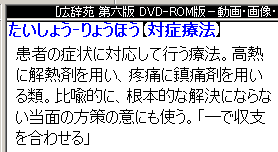 [広辞苑 第六版 DVD-ROM版－動画・画像・
たいしょう‐りょうほう【対症療法】
患者の症状に対応して行う療法。高熱
に解熱剤を用い、疼痛に鎮痛剤を用い
る類。比喩的に、根本的な解決にならな
い当面の方策の意にも使う。「一で収支
を合わせる」